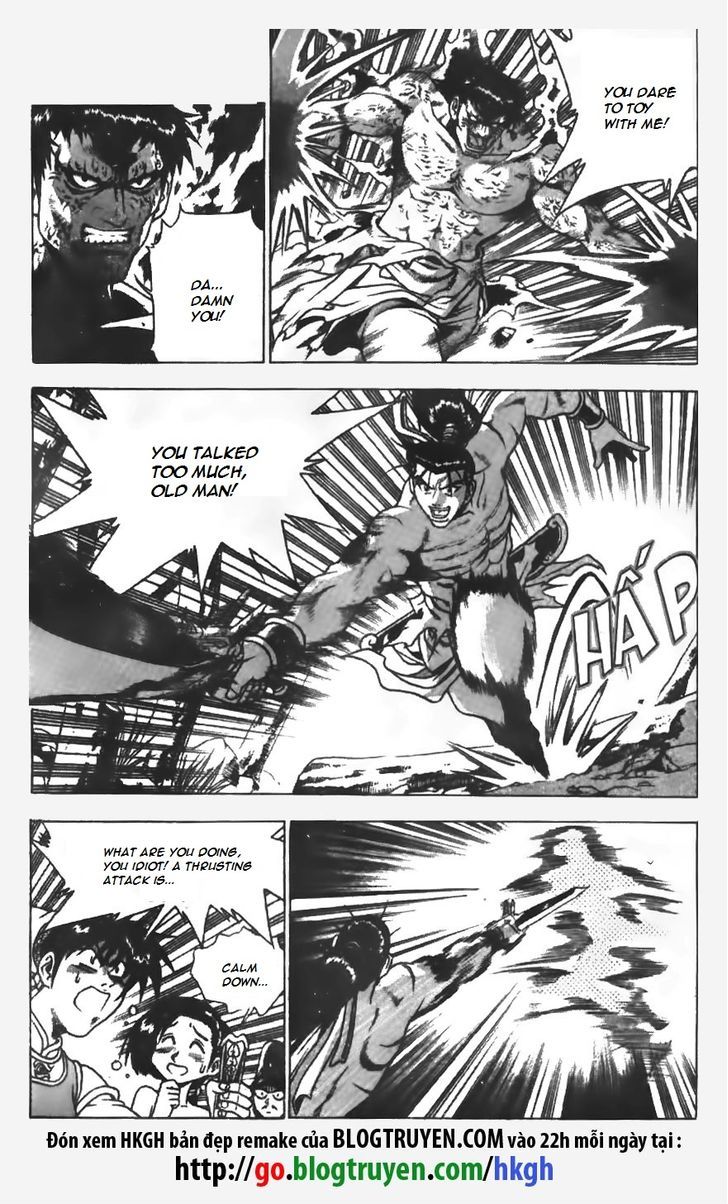 YOU DARE
TO TOY
WITH ME!
DA...
DAMN
YOU!
YOU TALKED
TOO MUCH,
OLD MAN!
HẤP
WHAT ARE YOU DOING,
YOU IDIOT! A THRUSTING
ATTACK IS...
CALM
DOWN...
Đón xem HKGH bản đẹp remake của BLOGTRUYEN.COM vào 22h mỗi ngày tại :
http://go.blogtruyen.com/hkgh